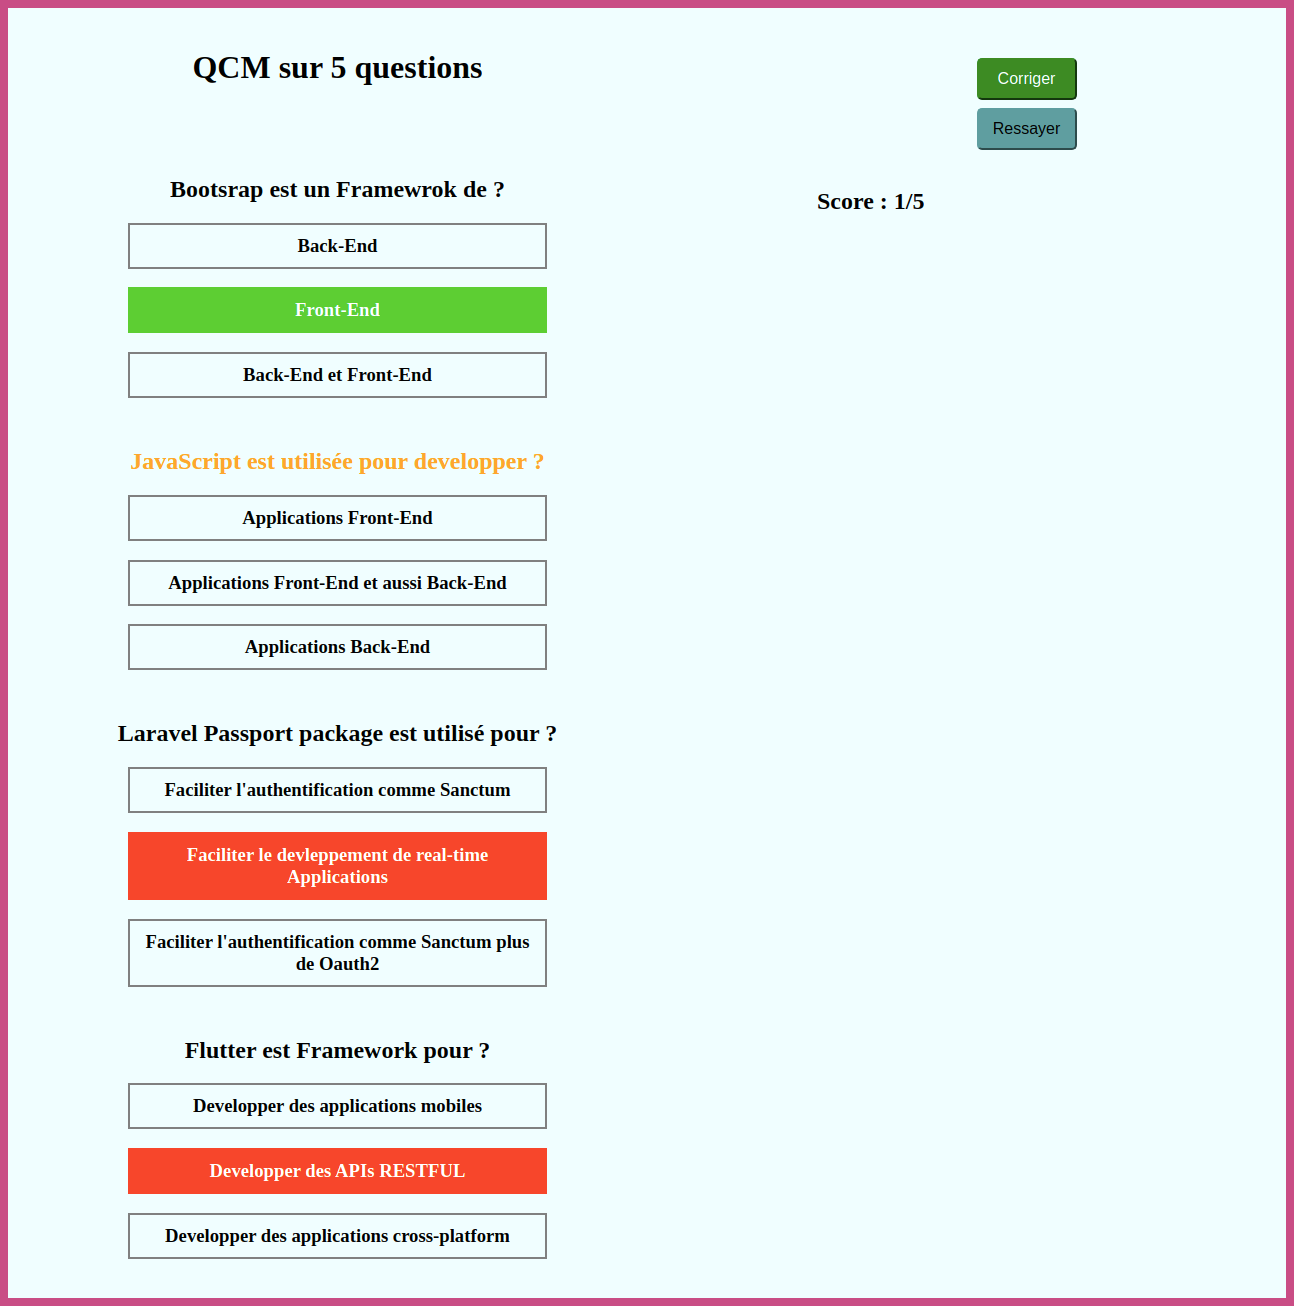 QCM sur 5 questions
Corriger
Ressayer
Bootsrap est un Framewrok de ?
Score : 1/5
Back-End
Front-End
Back-End et Front-End
JavaScript est utilisée pour developper ?
Applications Front-End
Applications Front-End et aussi Back-End
Applications Back-End
Laravel Passport package est utilisé pour ?
Faciliter l'authentification comme Sanctum
Faciliter le devleppement de real-time
Applications
Faciliter l'authentification comme Sanctum plus
de Oauth2
Flutter est Framework pour ?
Developper des applications mobiles
Developper des APIs RESTFUL
Developper des applications cross-platform